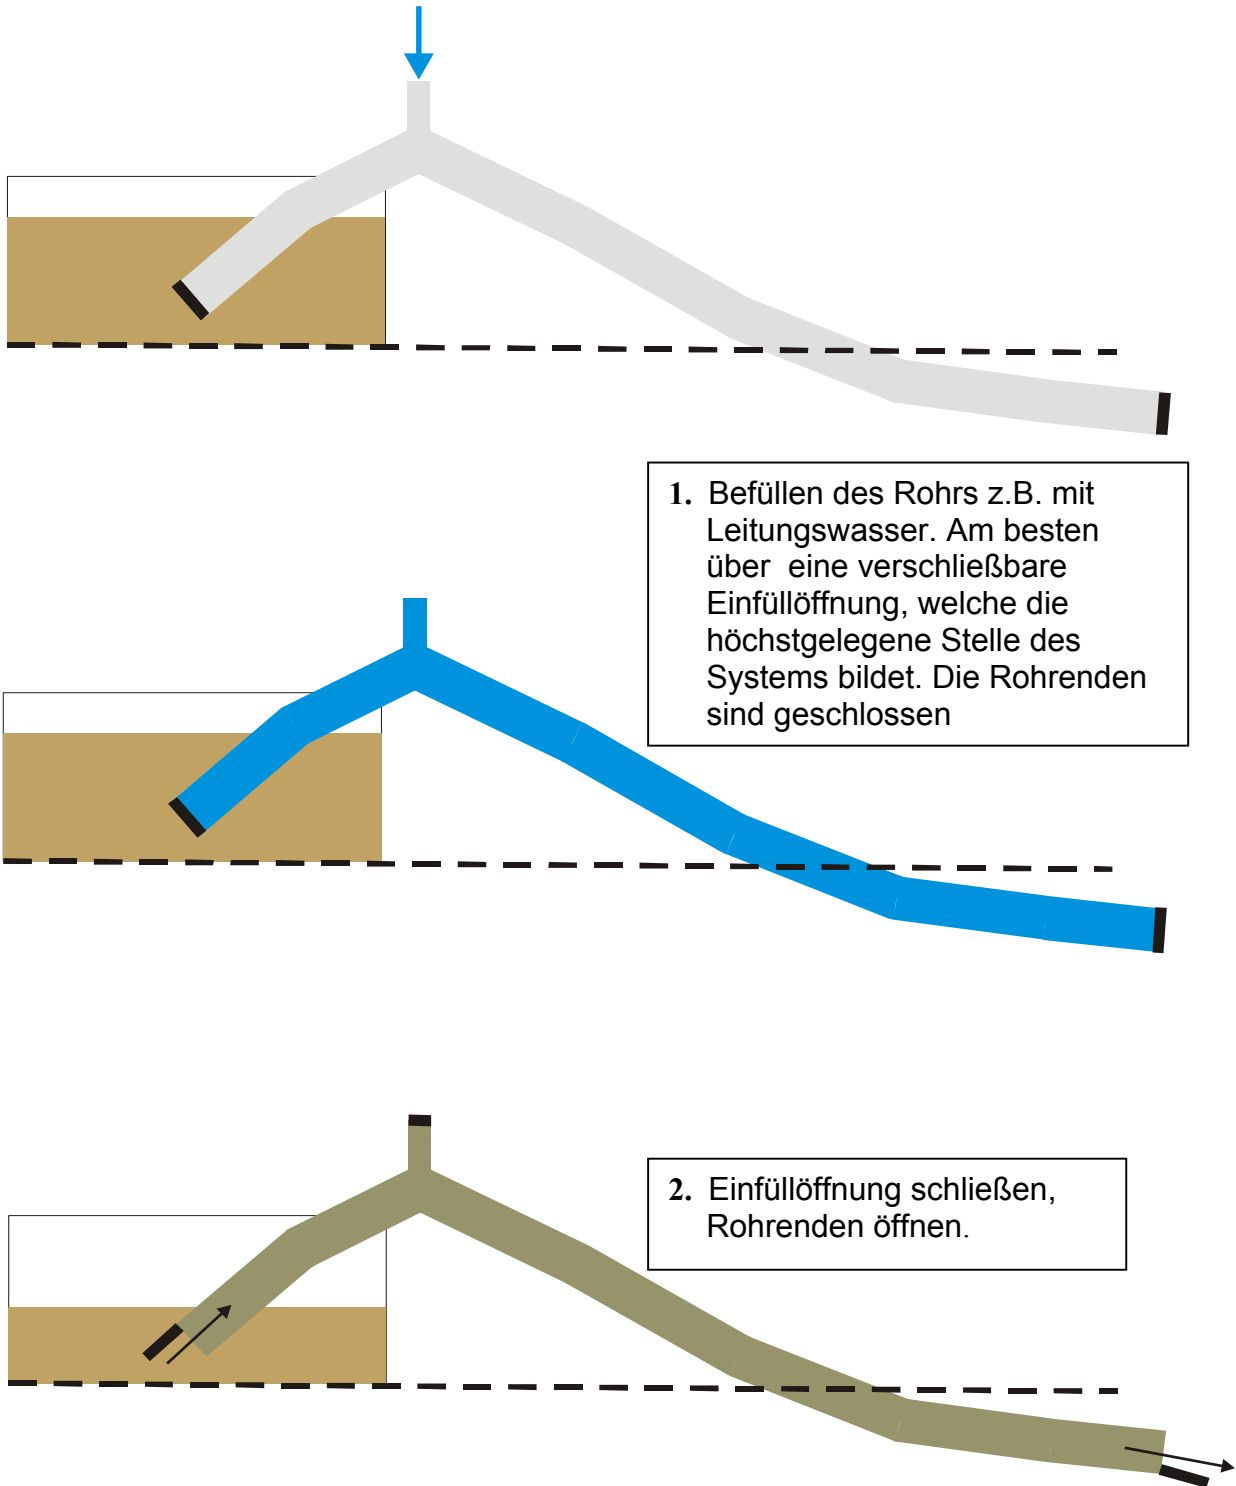 1. Befüllen des Rohrs z.B. mit
Leitungswasser. Am besten
über eine verschließbare
Einfüllöffnung, welche die
höchstgelegene Stelle des
Systems bildet. Die Rohrenden
sind geschlossen
2. Einfüllöffnung schließen,
Rohrenden öffnen.